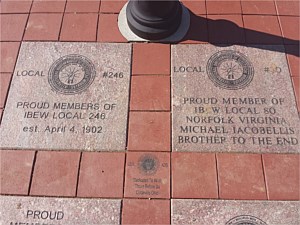 LOCAL #246
PROUD MEMBERS OF
IBEW LOCAL 246
est. April 4, 1902
LOCAL
PROUD MEMBER OF
IBEW LOCAL 80
NORFOLK VIRGINIA
MICHAEL IACOBELLIS
BROTHER TO THE END
PROUD